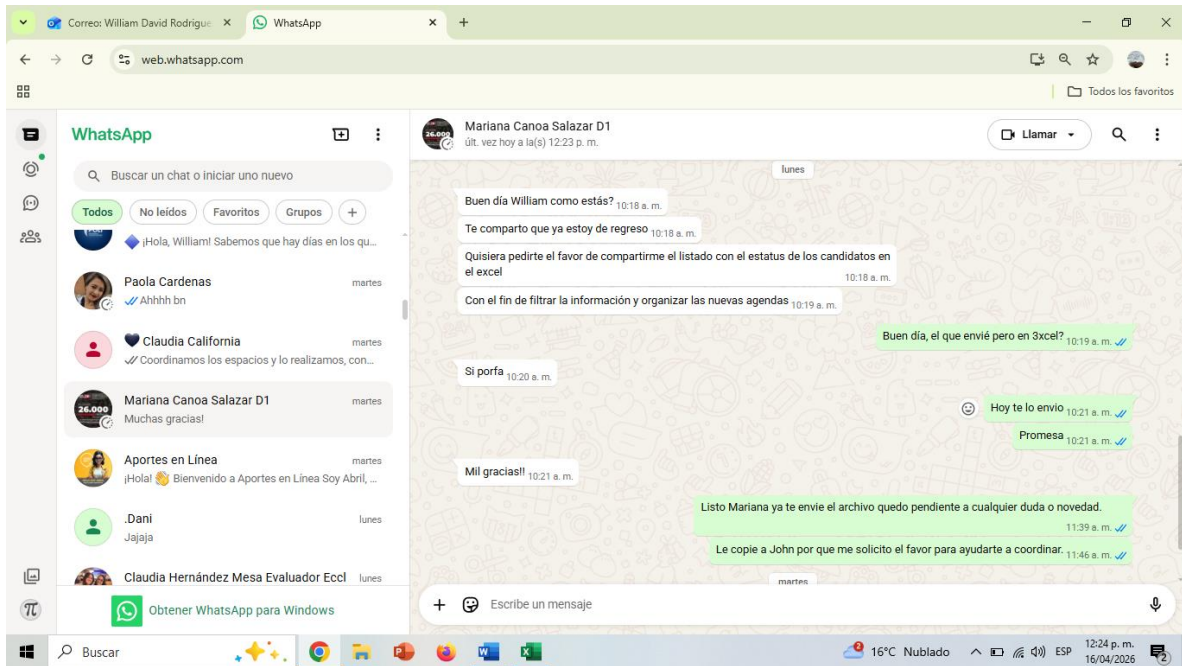 Correo: William David Rodrigue
WhatsApp
web.whatsapp.com
Todos los favoritos
WhatsApp
Buscar un chat o iniciar uno nuevo
Todos
No leídos
Favoritos
Grupos
¡Hola, William! Sabemos que hay días en los qu...
Paola Cardenas
martes
Ahhhh bn
Claudia California
martes
Coordinamos los espacios y lo realizamos, con...
26.000
Mariana Canoa Salazar D1
martes
Muchas gracias!
Aportes en Línea
martes
¡Hola! 👋 Bienvenido a Aportes en Línea Soy Abril, ...
.Dani
lunes
Jajaja
Claudia Hernández Mesa Evaluador Eccl
lunes
Obtener WhatsApp para Windows
26.000
Mariana Canoa Salazar D1
últ. vez hoy a la(s) 12:23 p. m.
Llamar
lunes
Buen día William como estás? 10:18 a. m.
Te comparto que ya estoy de regreso 10:18 a. m.
Quisiera pedirte el favor de compartirme el listado con el estatus de los candidatos en
el excel
10:18 a. m.
Con el fin de filtrar la información y organizar las nuevas agendas 10:19 a. m.
Buen día, el que envié pero en 3xcel? 10:19 a. m.
Si porfa 10:20 a. m.
Hoy te lo envio 10:21 a. m.
Promesa 10:21 a. m.
Mil gracias!! 10:21 a. m.
Listo Mariana ya te envie el archivo quedo pendiente a cualquier duda o novedad.
11:39 a. m.
Le copie a John por que me solicito el favor para ayudarte a coordinar. 11:46 a. m.
martes
Escribe un mensaje
Buscar
16°C Nublado
ESP
12:24 p. m.
16/04/2026